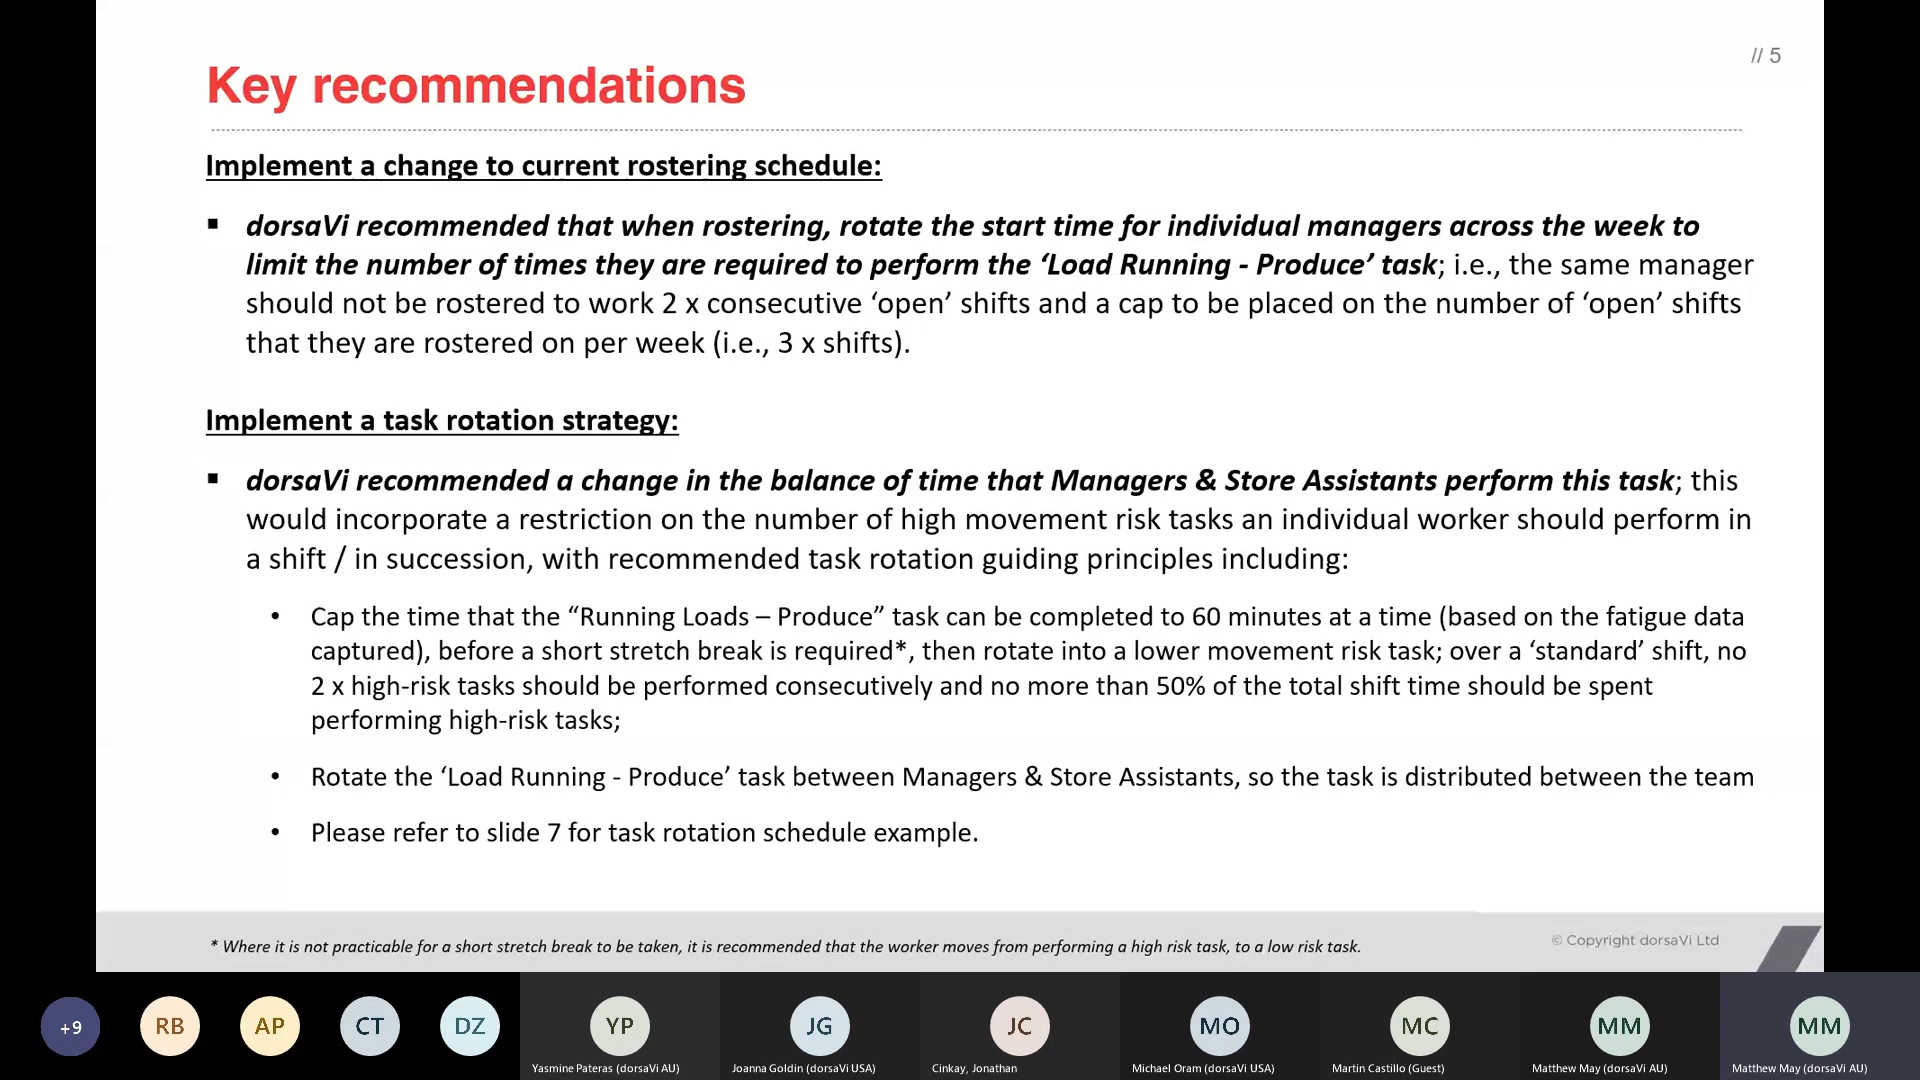 // 5
Key recommendations
Implement a change to current rostering schedule:
▪ dorsaVi recommended that when rostering, rotate the start time for individual managers across the week to
limit the number of times they are required to perform the ‘Load Running - Produce’ task; i.e., the same manager
should not be rostered to work 2 x consecutive ‘open’ shifts and a cap to be placed on the number of ‘open’ shifts
that they are rostered on per week (i.e., 3 x shifts).
Implement a task rotation strategy:
▪ dorsaVi recommended a change in the balance of time that Managers & Store Assistants perform this task; this
would incorporate a restriction on the number of high movement risk tasks an individual worker should perform in
a shift / in succession, with recommended task rotation guiding principles including:
• Cap the time that the “Running Loads – Produce” task can be completed to 60 minutes at a time (based on the fatigue data
captured), before a short stretch break is required*, then rotate into a lower movement risk task; over a ‘standard’ shift, no
2 x high-risk tasks should be performed consecutively and no more than 50% of the total shift time should be spent
performing high-risk tasks;
• Rotate the ‘Load Running - Produce’ task between Managers & Store Assistants, so the task is distributed between the team
• Please refer to slide 7 for task rotation schedule example.
* Where it is not practicable for a short stretch break to be taken, it is recommended that the worker moves from performing a high risk task, to a low risk task.
© Copyright dorsaVi Ltd
+9 RB AP CT DZ YP JG JC MO MC MM MM
Yasmine Pateras (dorsaVi AU) Joanna Goldin (dorsaVi USA) Cinkay, Jonathan Michael Oram (dorsaVi USA) Martin Castillo (Guest) Matthew May (dorsaVi AU) Matthew May (dorsaVi AU)